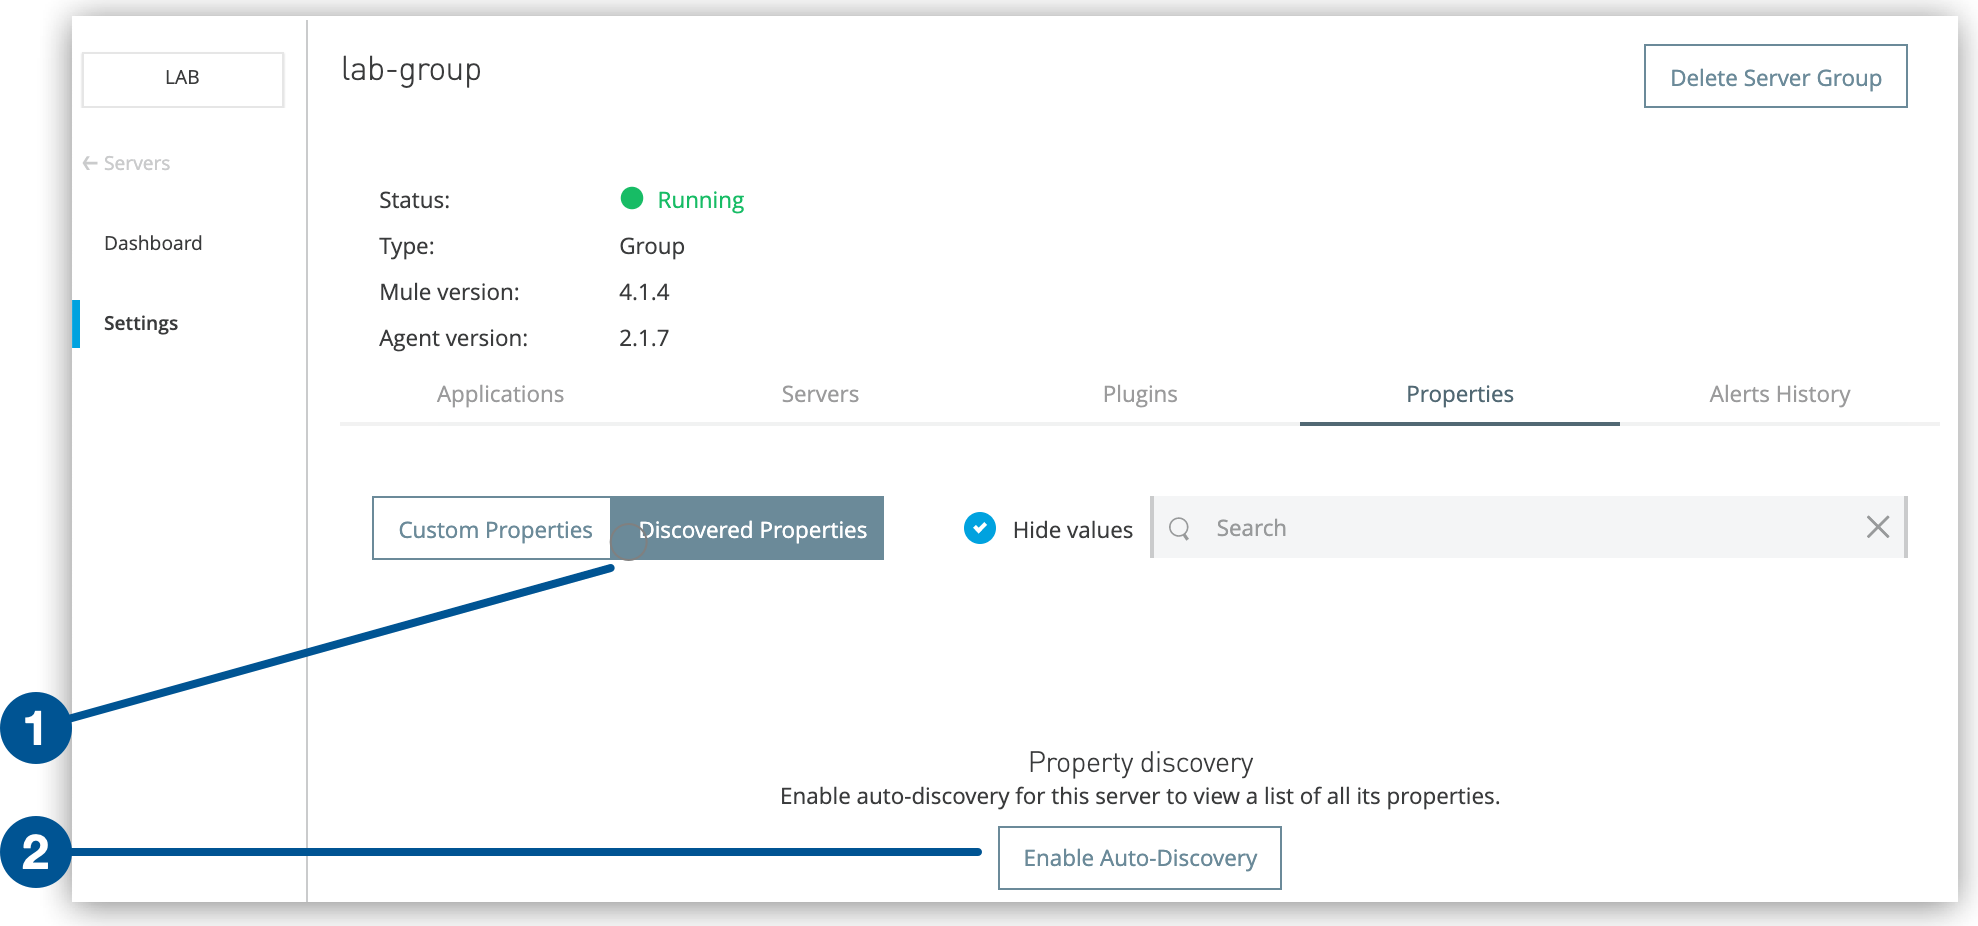 LAB
← Servers
Dashboard
Settings
lab-group
Delete Server Group
Status: Running
Type: Group
Mule version: 4.1.4
Agent version: 2.1.7
Applications Servers Plugins Properties Alerts History
Custom Properties Discovered Properties Hide values Search
1
Property discovery
Enable auto-discovery for this server to view a list of all its properties.
2
Enable Auto-Discovery